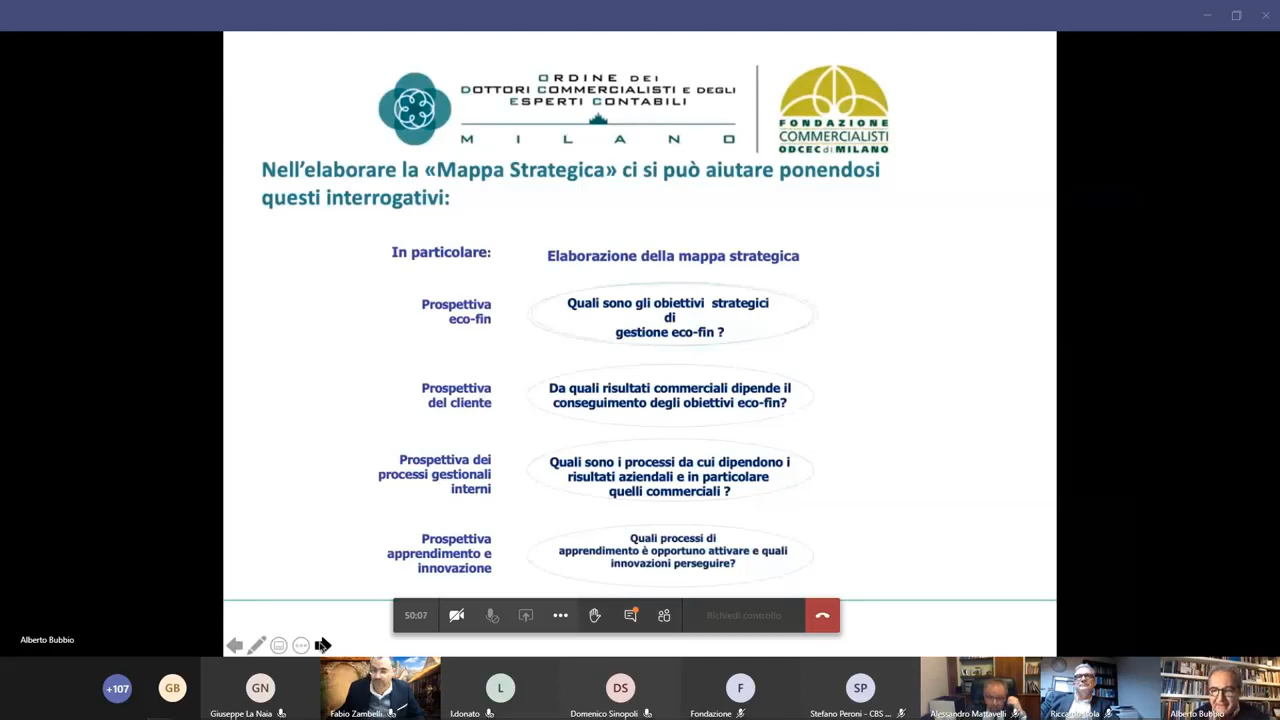 ORDINE DEI
DOTTORI COMMERCIALISTI E DEGLI
ESPERTI CONTABILI
MILANO
FONDAZIONE
COMMERCIALISTI
ODCEC di MILANO
Nell'elaborare la «Mappa Strategica» ci si può aiutare ponendosi
questi interrogativi:
In particolare:
Elaborazione della mappa strategica
Prospettiva
eco-fin
Quali sono gli obiettivi strategici
di
gestione eco-fin ?
Prospettiva
del cliente
Da quali risultati commerciali dipende il
conseguimento degli obiettivi eco-fin?
Prospettiva dei
processi gestionali
interni
Quali sono i processi da cui dipendono i
risultati aziendali e in particolare
quelli commerciali ?
Prospettiva
apprendimento e
innovazione
Quali processi di
apprendimento è opportuno attivare e quali
innovazioni perseguire?
50:07
Richiedi controllo
Alberto Bubbio
+107
GB
GN
Giuseppe La Naia
Fabio Zambelli
L
l.donato
DS
Domenico Sinopoli
F
Fondazione
SP
Stefano Peroni - CBS ...
Alessandro Mattavelli
Alberto Bubbio